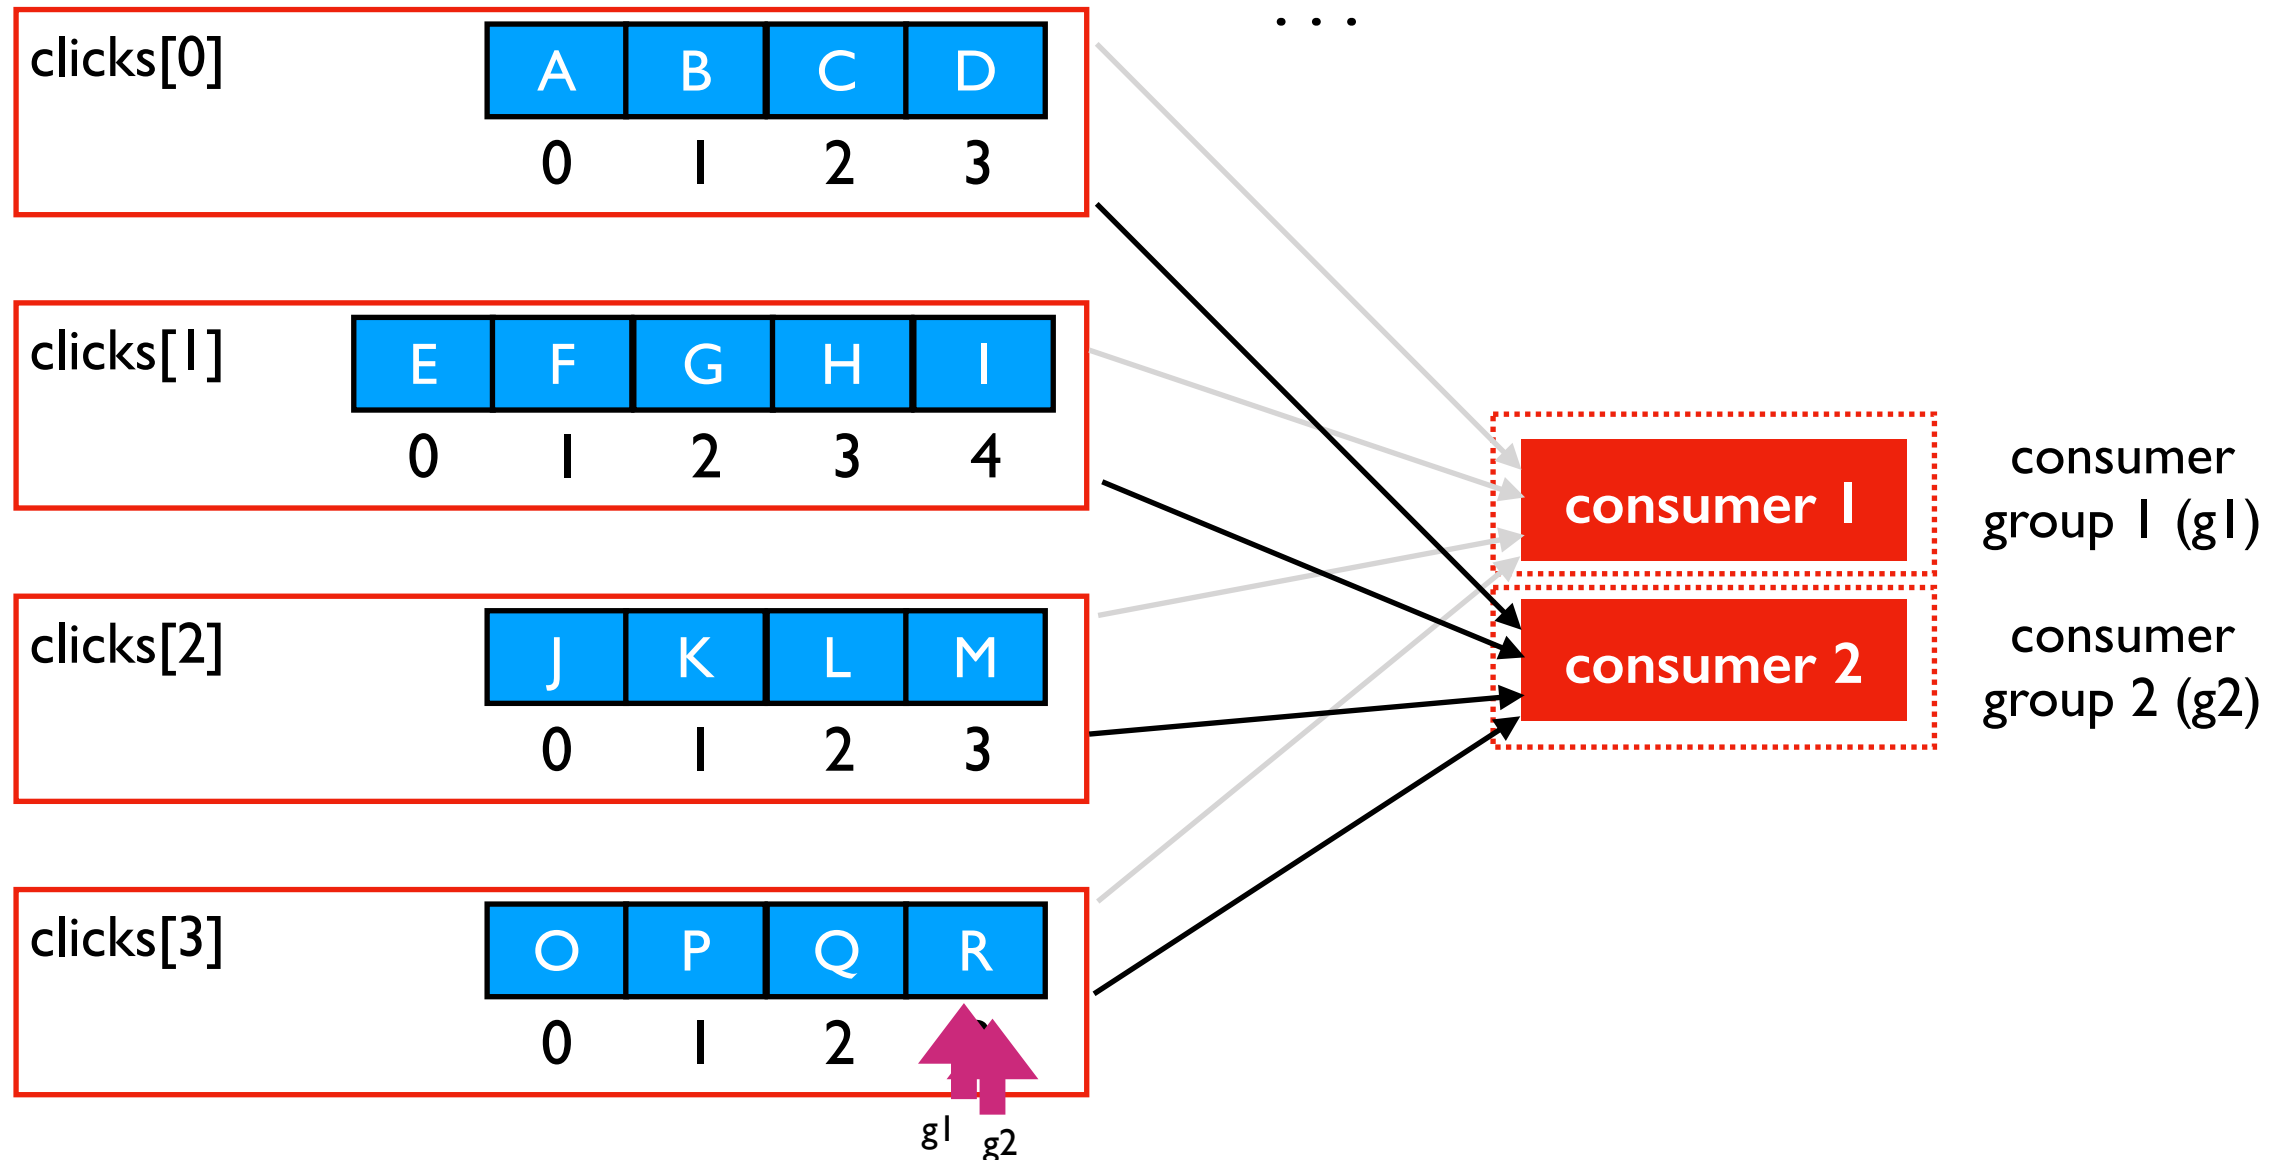 . . .
clicks[0]
A B C D
0 1 2 3
clicks[1]
E F G H I
0 1 2 3 4
consumer 1
consumer
group 1 (g1)
clicks[2]
J K L M
0 1 2 3
consumer 2
consumer
group 2 (g2)
clicks[3]
O P Q R
0 1 2
g1 g2